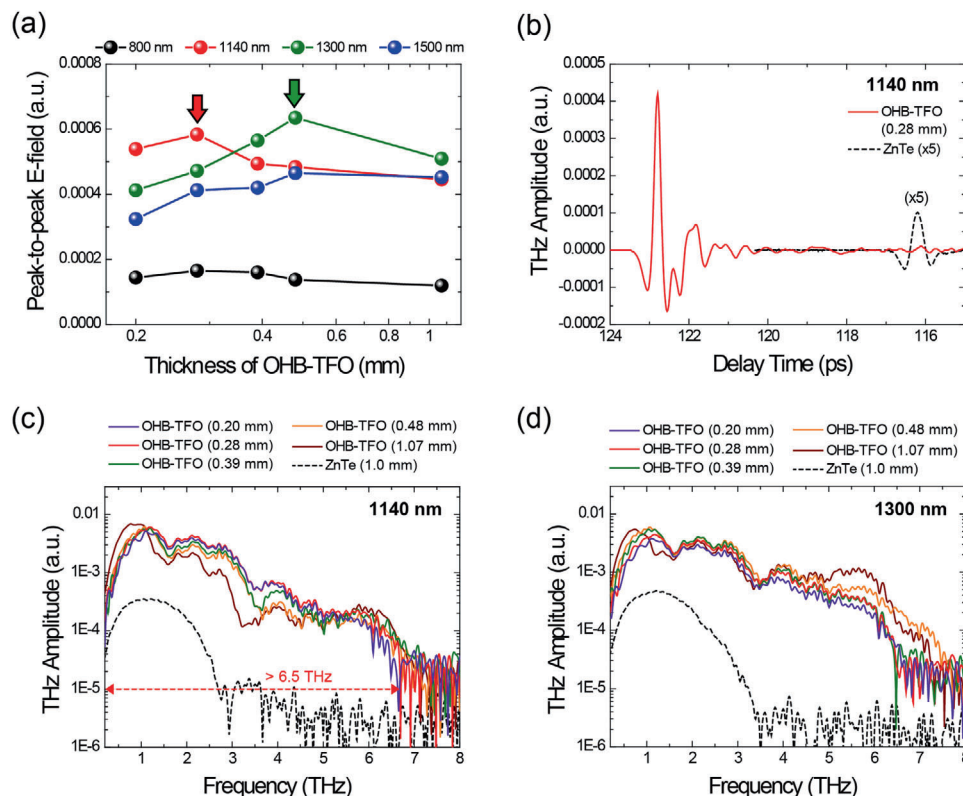 (a)
800 nm 1140 nm 1300 nm 1500 nm
0.0008
0.0006
0.0004
0.0002
0.0000
0.2 0.4 0.6 0.8 1
Peak-to-peak E-field (a.u.)
Thickness of OHB-TFO (mm)
(b)
1140 nm
OHB-TFO
(0.28 mm)
ZnTe (x5)
(x5)
0.0005
0.0004
0.0003
0.0002
0.0001
0.0000
-0.0001
-0.0002
124 122 120 118 116
THz Amplitude (a.u.)
Delay Time (ps)
(c)
OHB-TFO (0.20 mm) OHB-TFO (0.48 mm)
OHB-TFO (0.28 mm) OHB-TFO (1.07 mm)
OHB-TFO (0.39 mm) ZnTe (1.0 mm)
1140 nm
0.01
1E-3
1E-4
1E-5
1E-6
> 6.5 THz
1 2 3 4 5 6 7 8
THz Amplitude (a.u.)
Frequency (THz)
(d)
OHB-TFO (0.20 mm) OHB-TFO (0.48 mm)
OHB-TFO (0.28 mm) OHB-TFO (1.07 mm)
OHB-TFO (0.39 mm) ZnTe (1.0 mm)
1300 nm
0.01
1E-3
1E-4
1E-5
1E-6
1 2 3 4 5 6 7 8
THz Amplitude (a.u.)
Frequency (THz)